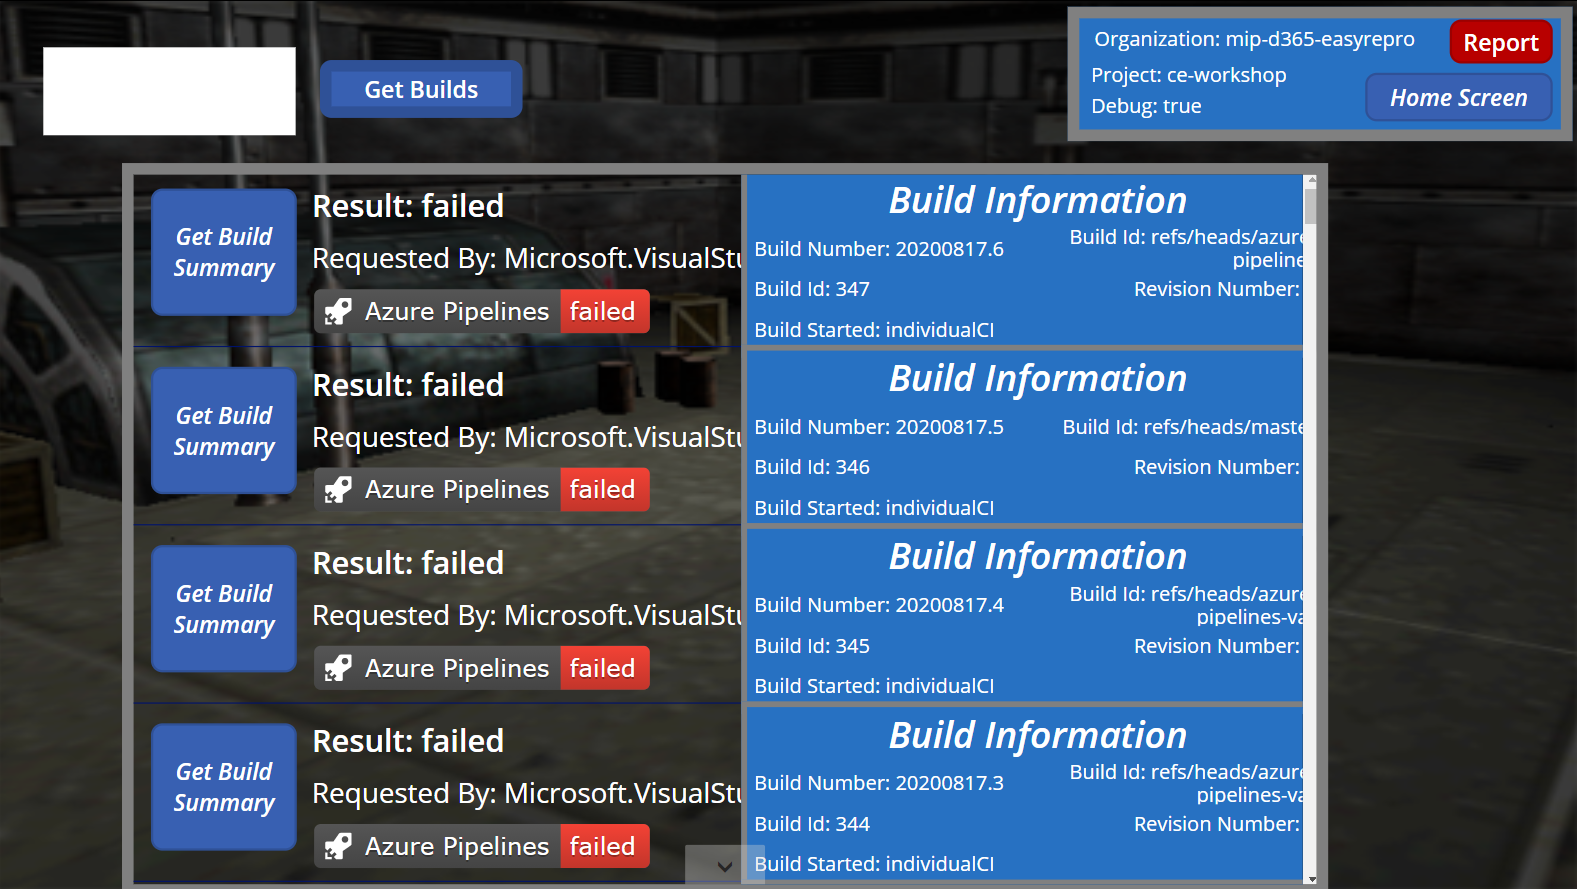 Get Builds
Organization: mip-d365-easyrepro
Report
Project: ce-workshop
Debug: true
Home Screen
Get Build
Summary
Result: failed
Requested By: Microsoft.VisualStu
Azure Pipelines failed
Build Information
Build Number: 20200817.6
Build Id: refs/heads/azure
pipeline
Build Id: 347
Revision Number:
Build Started: individualCI
Get Build
Summary
Result: failed
Requested By: Microsoft.VisualStu
Azure Pipelines failed
Build Information
Build Number: 20200817.5
Build Id: refs/heads/maste
Build Id: 346
Revision Number:
Build Started: individualCI
Get Build
Summary
Result: failed
Requested By: Microsoft.VisualStu
Azure Pipelines failed
Build Information
Build Number: 20200817.4
Build Id: refs/heads/azure
pipelines-va
Build Id: 345
Revision Number:
Build Started: individualCI
Get Build
Summary
Result: failed
Requested By: Microsoft.VisualStu
Azure Pipelines failed
Build Information
Build Number: 20200817.3
Build Id: refs/heads/azure
pipelines-va
Build Id: 344
Revision Number:
Build Started: individualCI